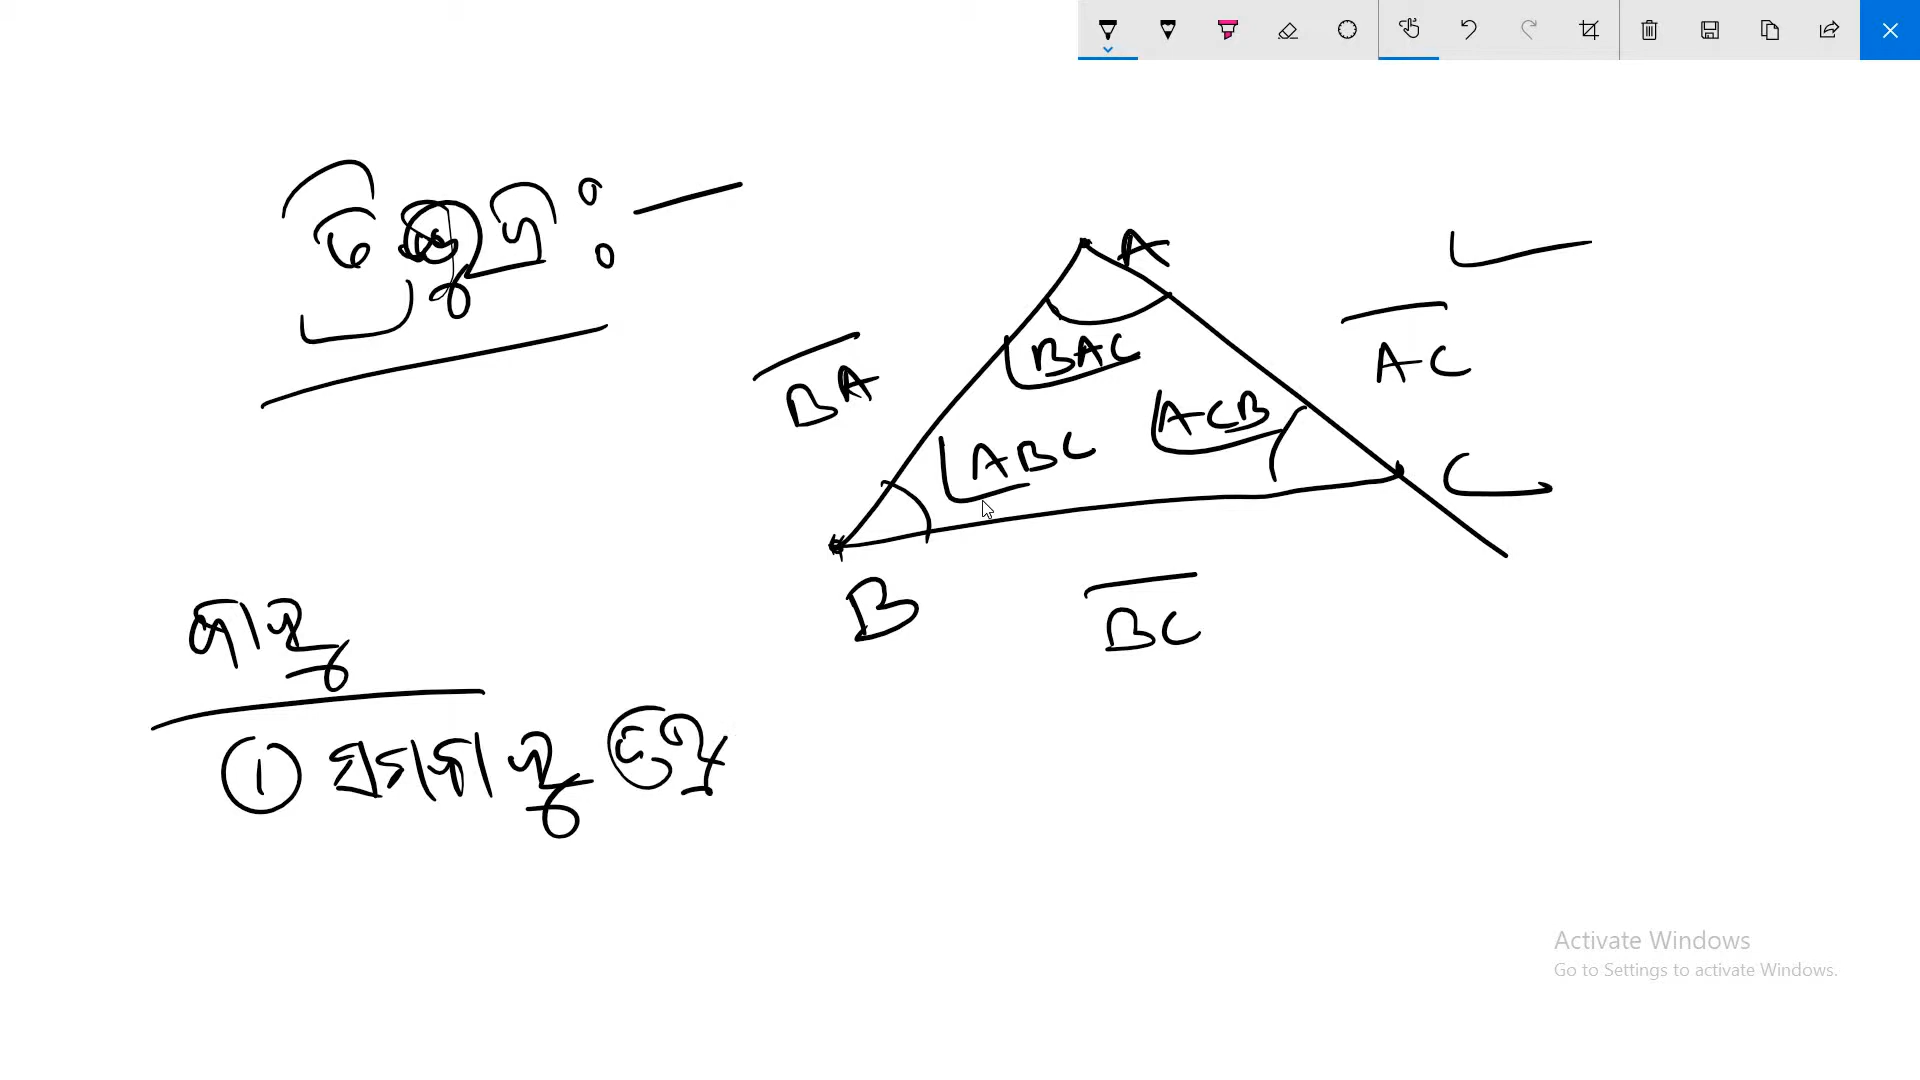 ତ୍ରିଭୁଜ :—
A
BA
AC
∠BAC
∠ACB
∠ABC
C
B
BC
ବାହୁ
① ସମବାହୁ ତ୍ରିଭୁଜ
Activate Windows
Go to Settings to activate Windows.